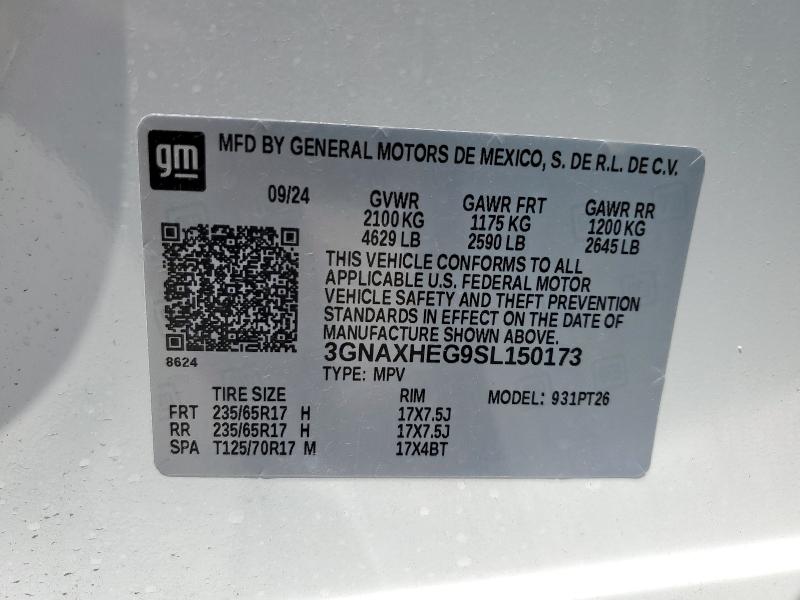 gm
MFD BY GENERAL MOTORS DE MEXICO, S. DE R.L. DE C.V.
09/24 GVWR GAWR FRT GAWR RR
2100 KG 1175 KG 1200 KG
4629 LB 2590 LB 2645 LB
THIS VEHICLE CONFORMS TO ALL
APPLICABLE U.S. FEDERAL MOTOR
VEHICLE SAFETY AND THEFT PREVENTION
STANDARDS IN EFFECT ON THE DATE OF
MANUFACTURE SHOWN ABOVE.
8624
3GNAXHEG9SL150173
TYPE: MPV
TIRE SIZE RIM MODEL: 931PT26
FRT 235/65R17 H 17X7.5J
RR 235/65R17 H 17X7.5J
SPA T125/70R17 M 17X4BT